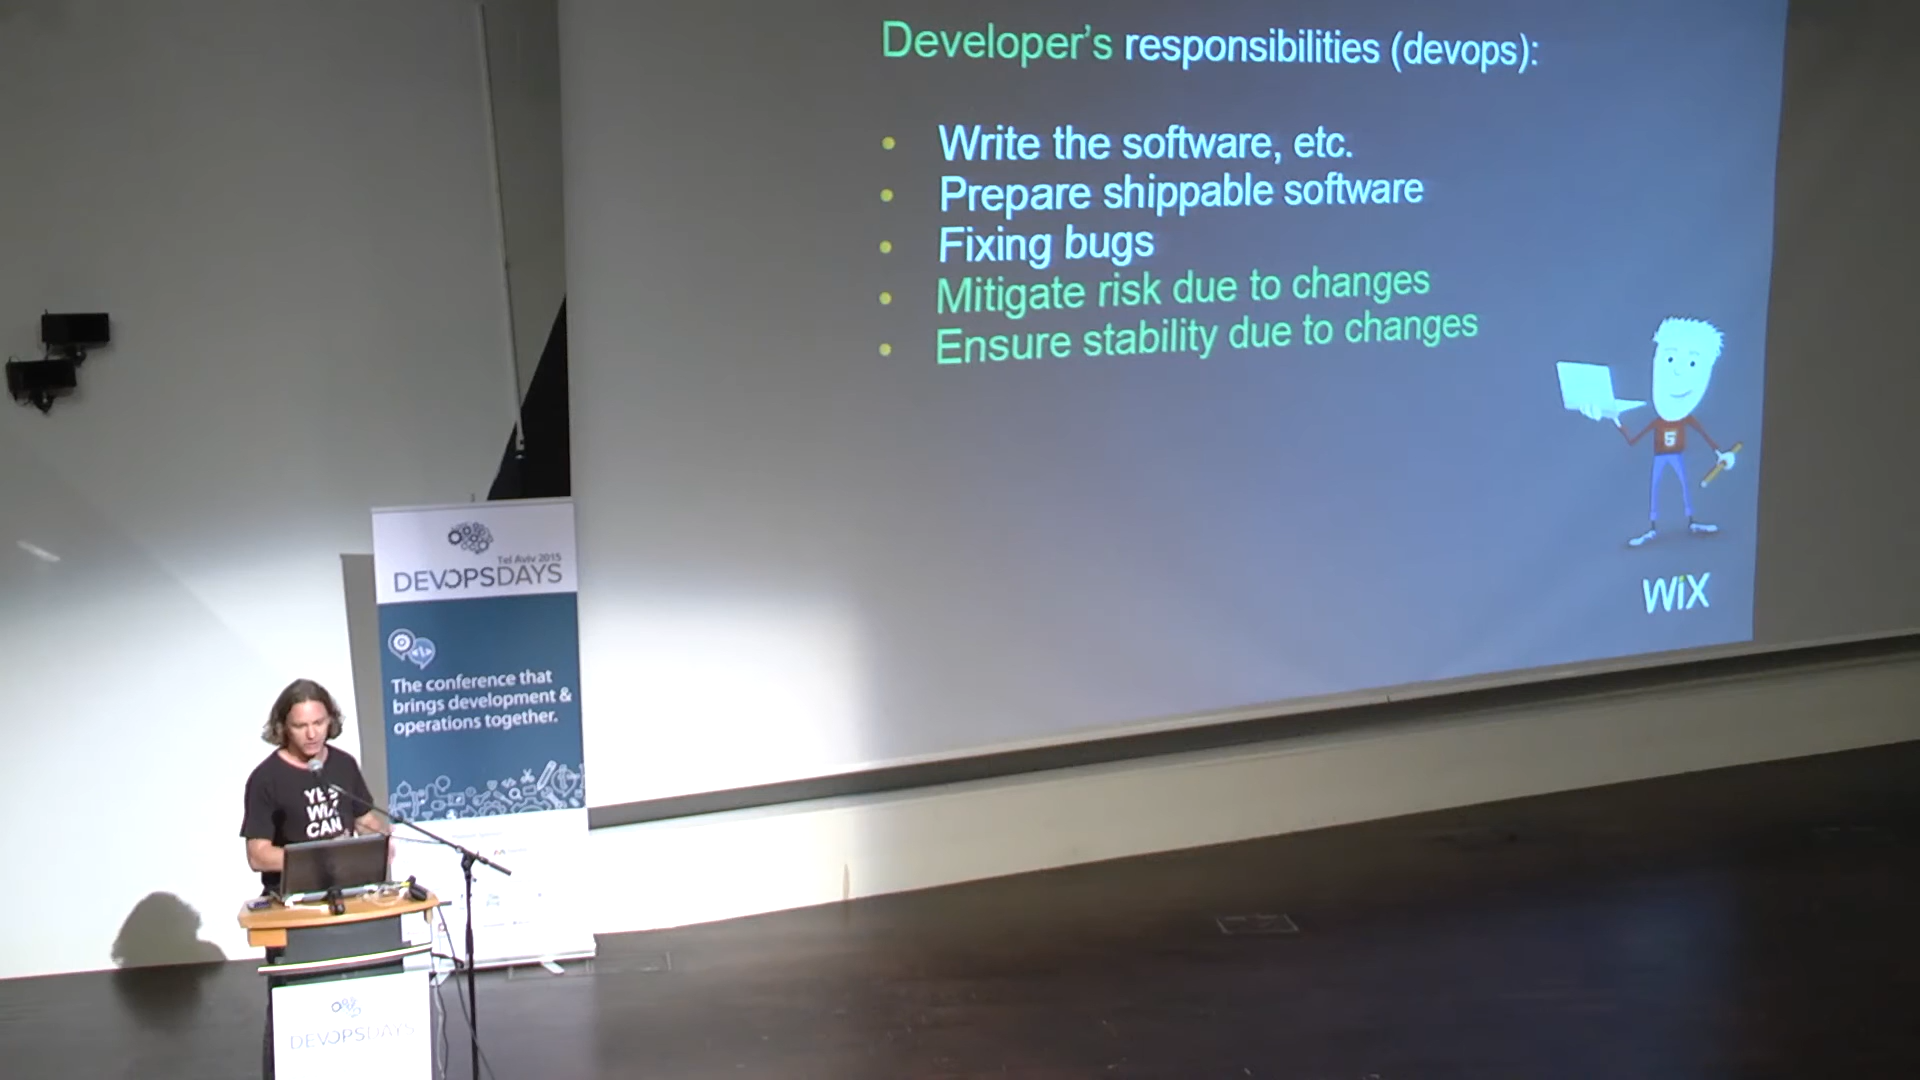 Developer's responsibilities (devops):
• Write the software, etc.
• Prepare shippable software
• Fixing bugs
• Mitigate risk due to changes
• Ensure stability due to changes
5
WiX
Tel Aviv 2015
DEVOPSDAYS
The conference that
brings development &
operations together.
YES
WIX
CAN
DEVOPSDAYS